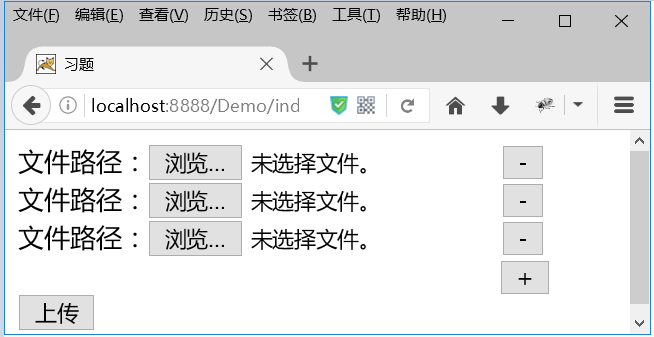 文件(F) 编辑(E) 查看(V) 历史(S) 书签(B) 工具(T) 帮助(H)
习题
localhost:8888/Demo/ind
文件路径：浏览... 未选择文件。 -
文件路径：浏览... 未选择文件。 -
文件路径：浏览... 未选择文件。 -
+
上传